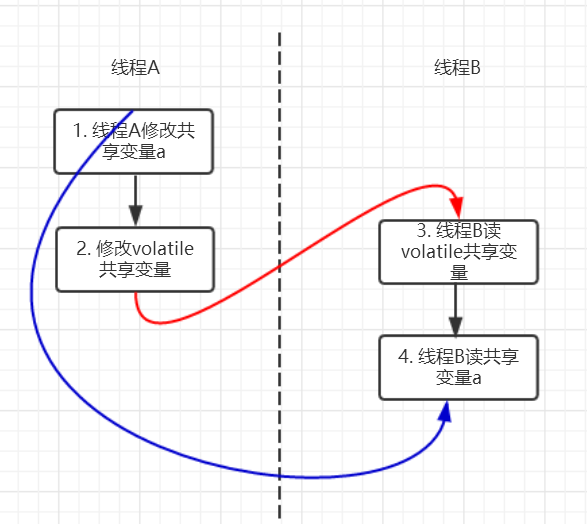 线程A
线程B
1. 线程A修改共
享变量a
2. 修改volatile
共享变量
3. 线程B读
volatile共享变
量
4. 线程B读共享
变量a